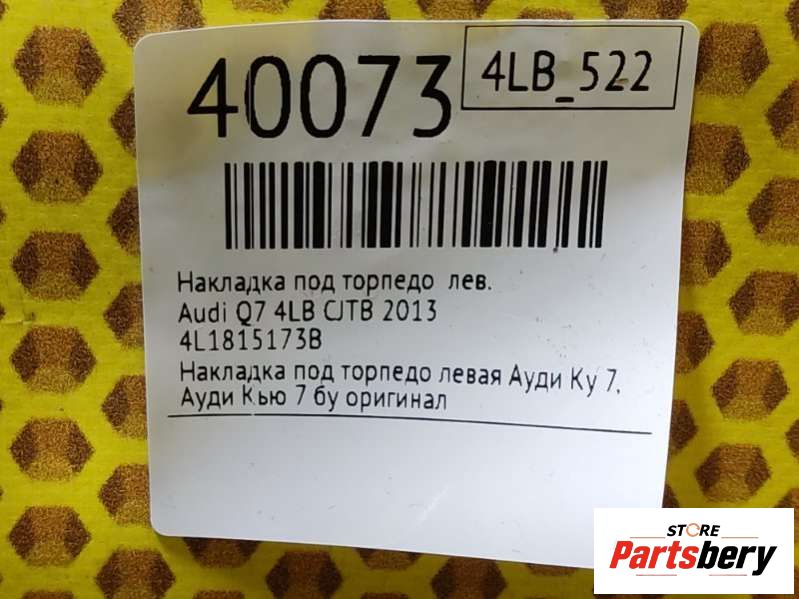 40073
4LB_522
Накладка под торпедо лев.
Audi Q7 4LB CJTB 2013
4L1815173B
Накладка под торпедо левая Ауди Ку 7,
Ауди Кью 7 бу оригинал
STORE
Partsbery